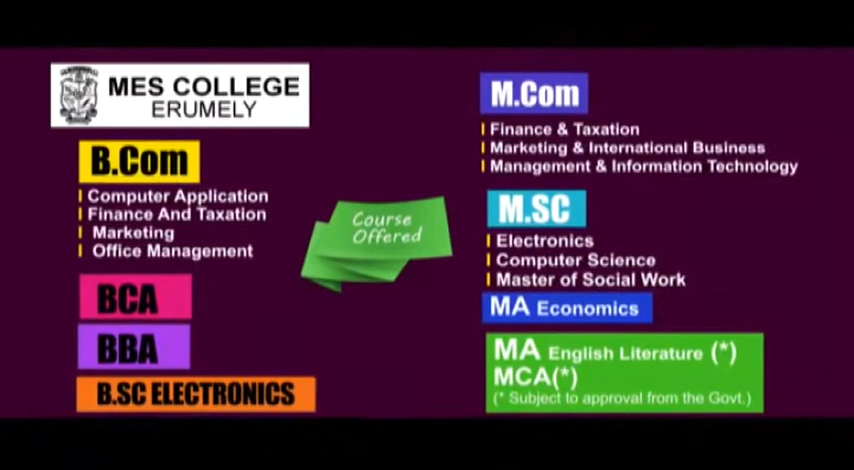 MES COLLEGE
ERUMELY
B.Com
Computer Application
Finance And Taxation
Marketing
Office Management
BCA
BBA
B.SC ELECTRONICS
Course
Offered
M.Com
Finance & Taxation
Marketing & International Business
Management & Information Technology
M.SC
Electronics
Computer Science
Master of Social Work
MA Economics
MA English Literature (*)
MCA(*)
(* Subject to approval from the Govt.)